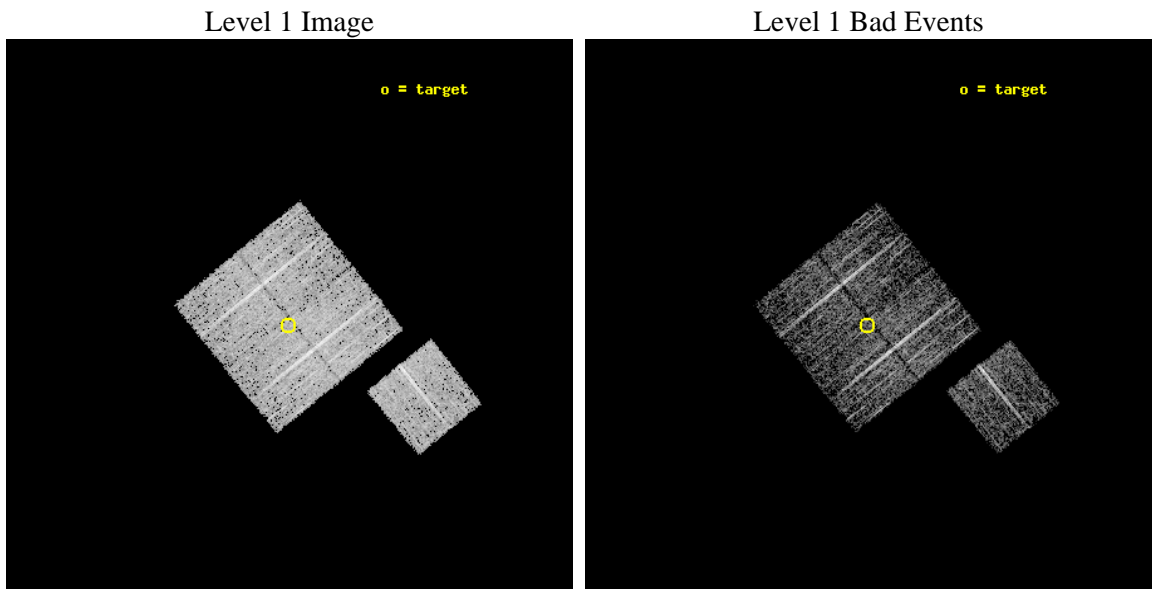 Level 1 Image
Level 1 Bad Events
o = target
o = target